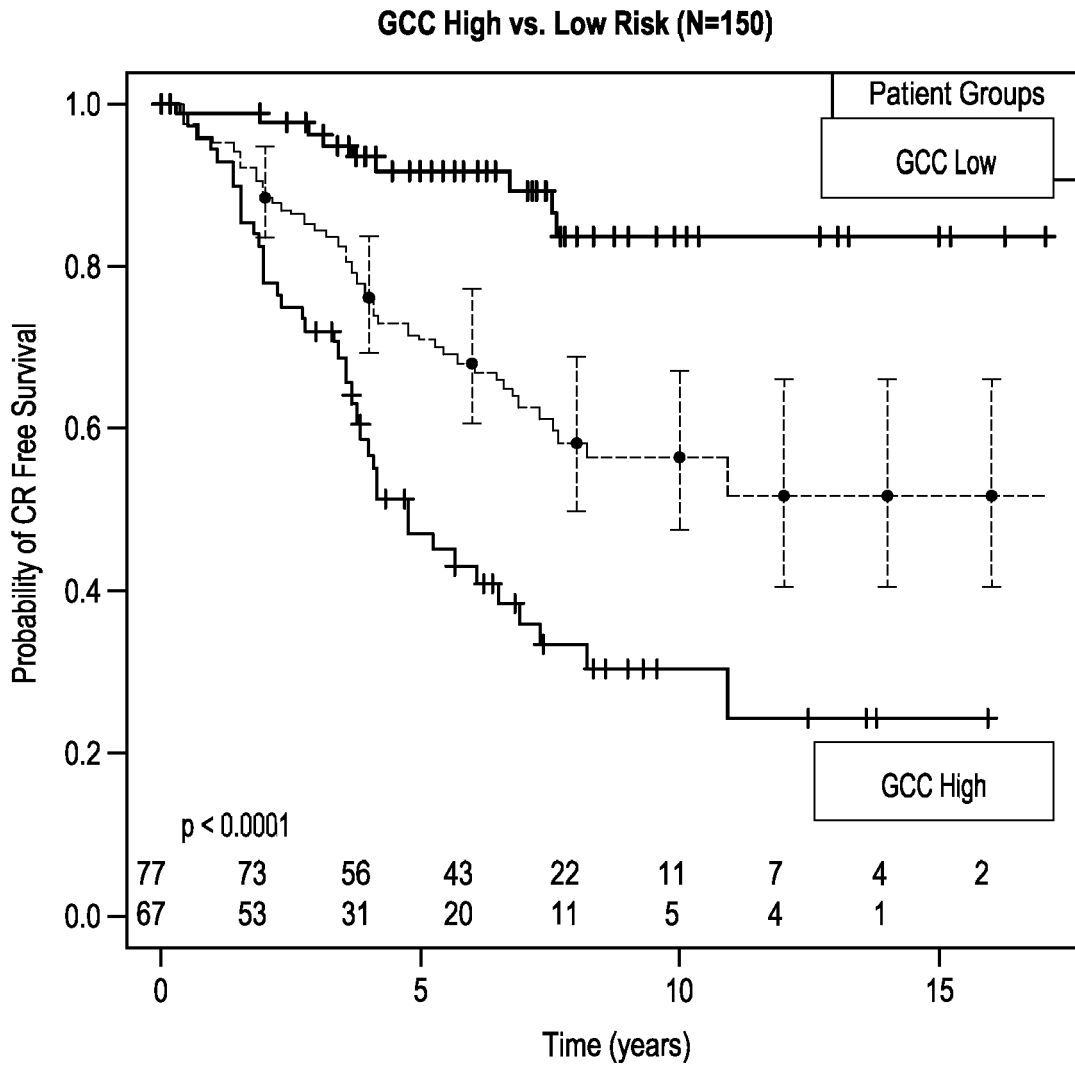 GCC High vs. Low Risk (N=150)
Patient Groups
GCC Low
1.0
0.8
0.6
0.4
0.2
0.0
Probability of CR Free Survival
GCC High
p < 0.0001
77 73 56 43 22 11 7 4 2
67 53 31 20 11 5 4 1
0 5 10 15
Time (years)